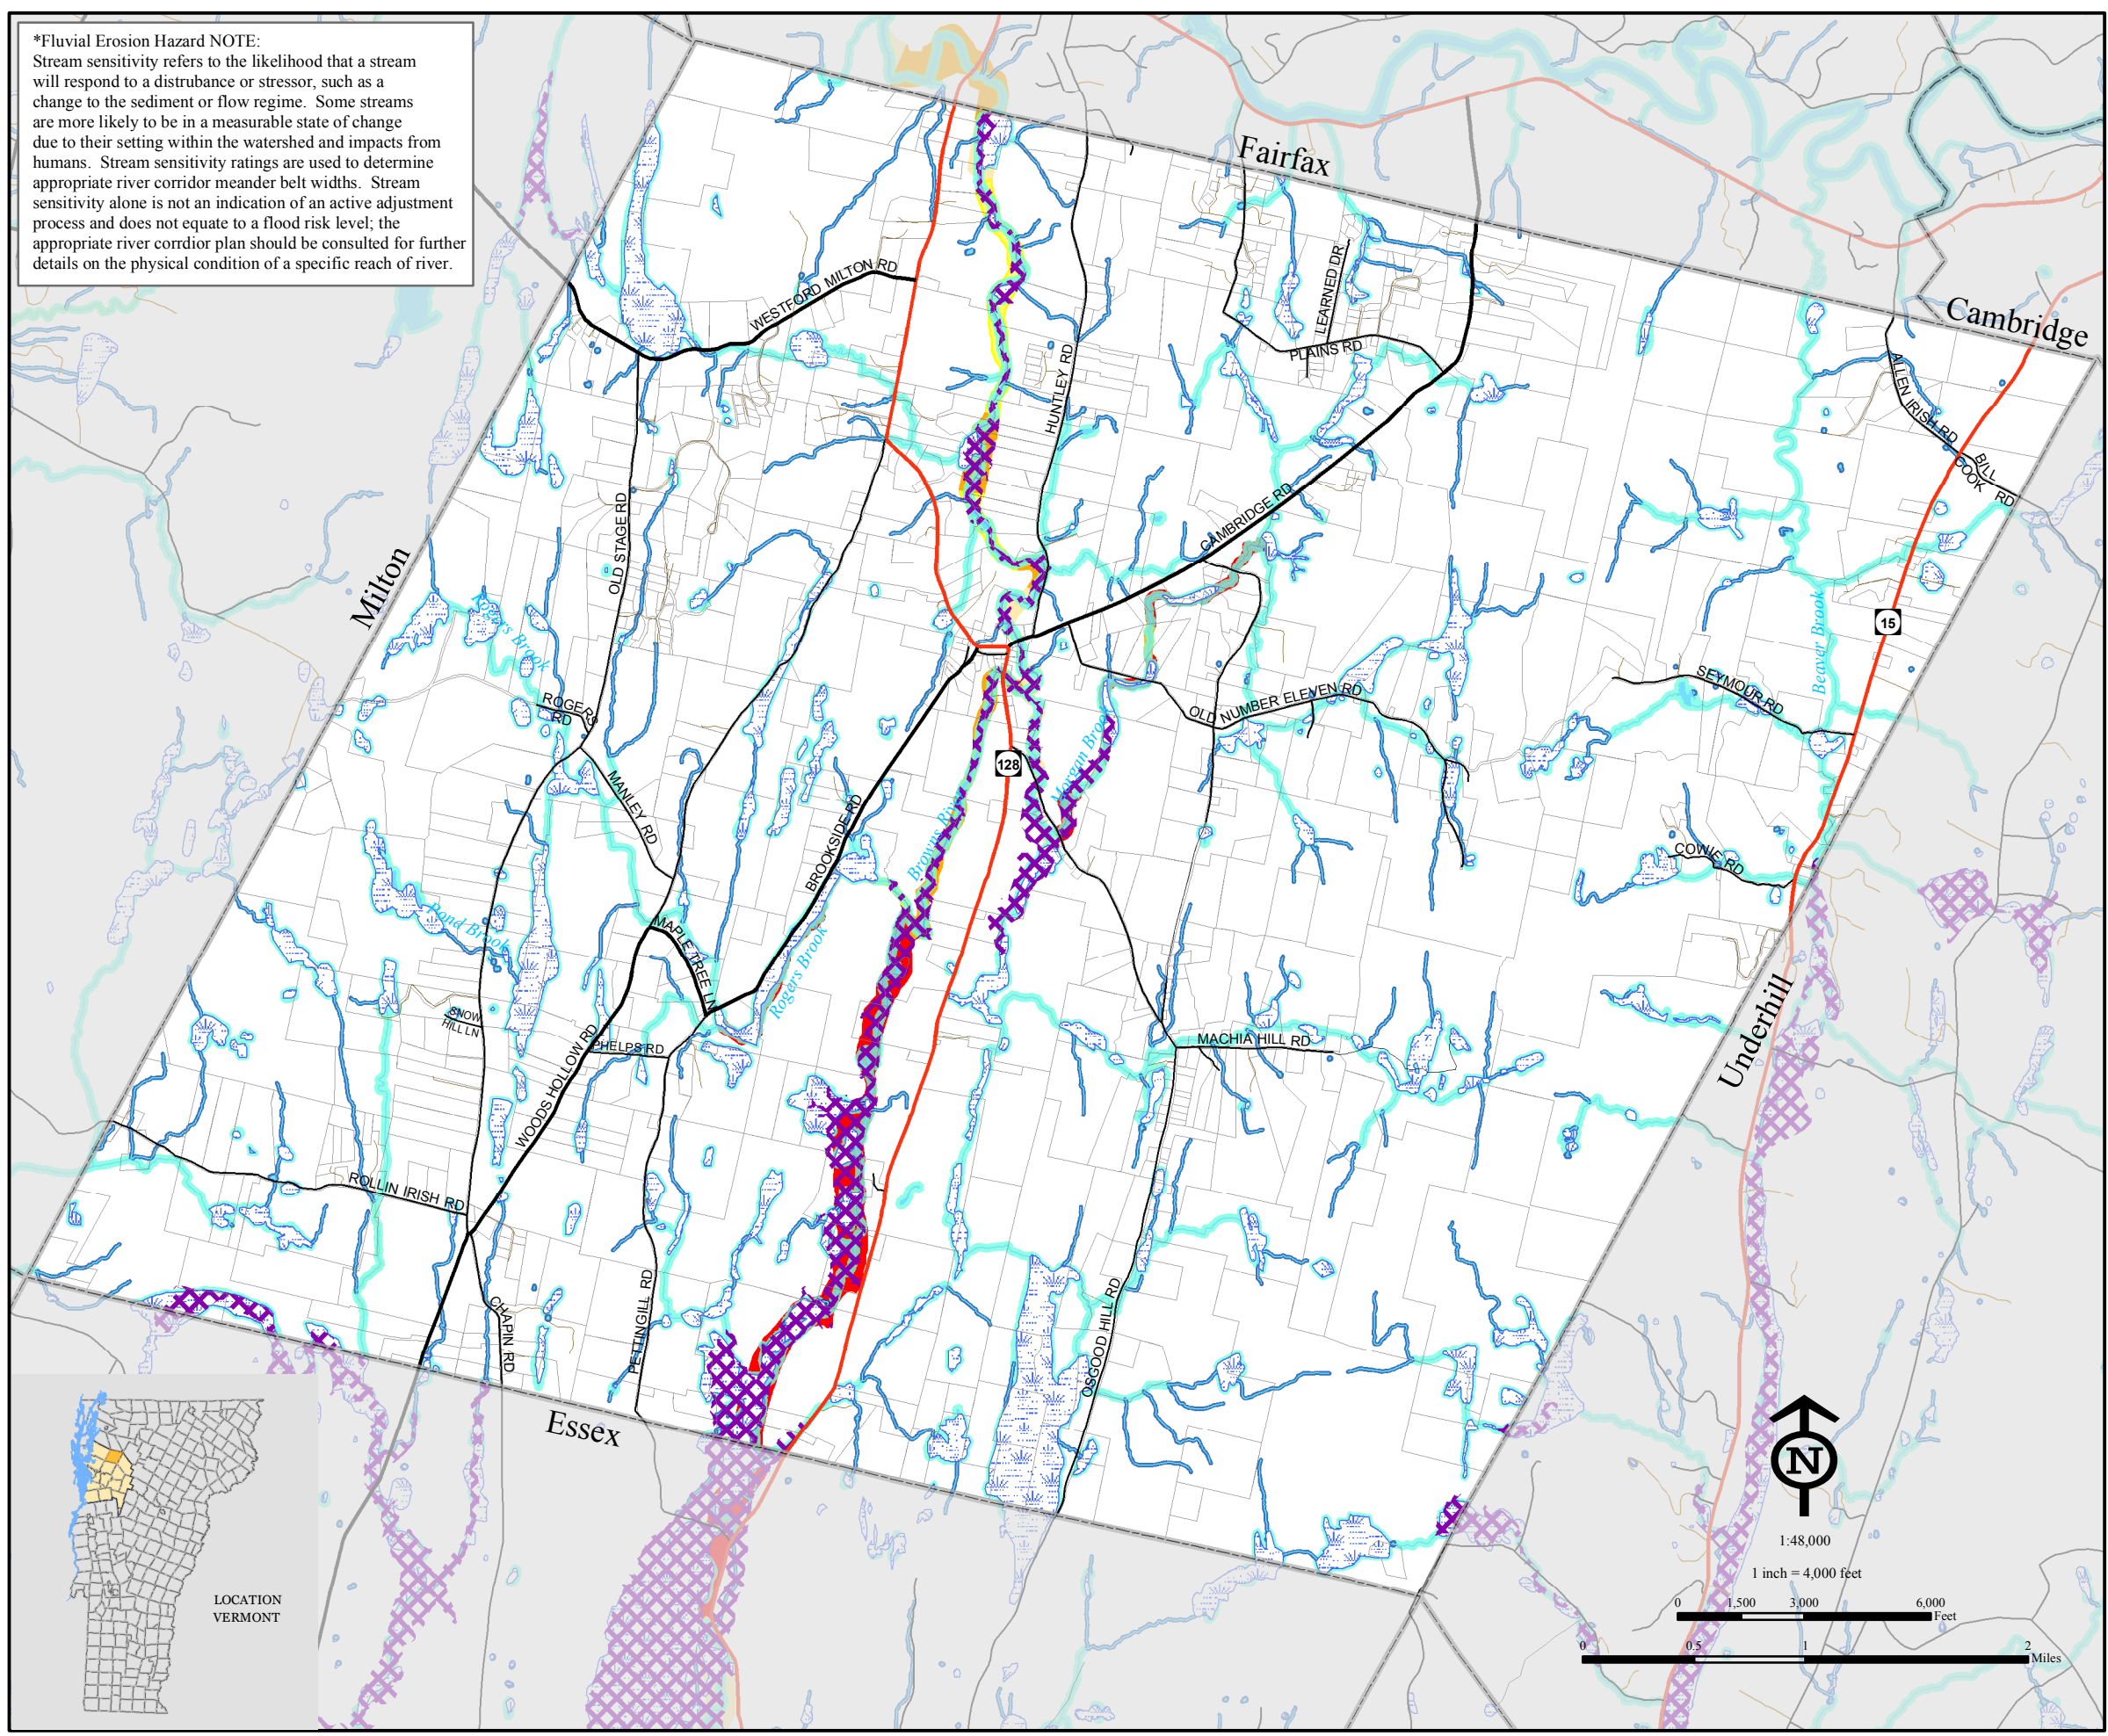 *Fluvial Erosion Hazard NOTE:
Stream sensitivity refers to the likelihood that a stream
will respond to a distrubance or stressor, such as a
change to the sediment or flow regime. Some streams
are more likely to be in a measurable state of change
due to their setting within the watershed and impacts from
humans. Stream sensitivity ratings are used to determine
appropriate river corridor meander belt widths. Stream
sensitivity alone is not an indication of an active adjustment
process and does not equate to a flood risk level; the
appropriate river corrdior plan should be consulted for further
details on the physical condition of a specific reach of river.
Fairfax
Cambridge
Milton
Underhill
Essex
WESTFORD MILTON RD
HUNTLEY RD
LEARNED DR
PLAINS RD
ALLEN IRISH RD
BILL
COOK RD
OLD STAGE RD
CAMBRIDGE RD
Rogers Brook
Beaver Brook
15
ROGERS
RD
SEYMOUR RD
OLD NUMBER ELEVEN RD
Morgan Brook
128
MANLEY RD
BROOKSIDE RD
Browns River
COWIE RD
Pond Brook
MAPLE TREE LN
Rogers Brook
SNOW
HILL LN
WOODS HOLLOW RD
PHELPS RD
MACHIA HILL RD
ROLLIN IRISH RD
CHAPIN RD
PETTINGILL RD
OSGOOD HILL RD
LOCATION
VERMONT
N
1:48,000
1 inch = 4,000 feet
0 1,500 3,000 6,000
Feet
0 0.5 1 2
Miles